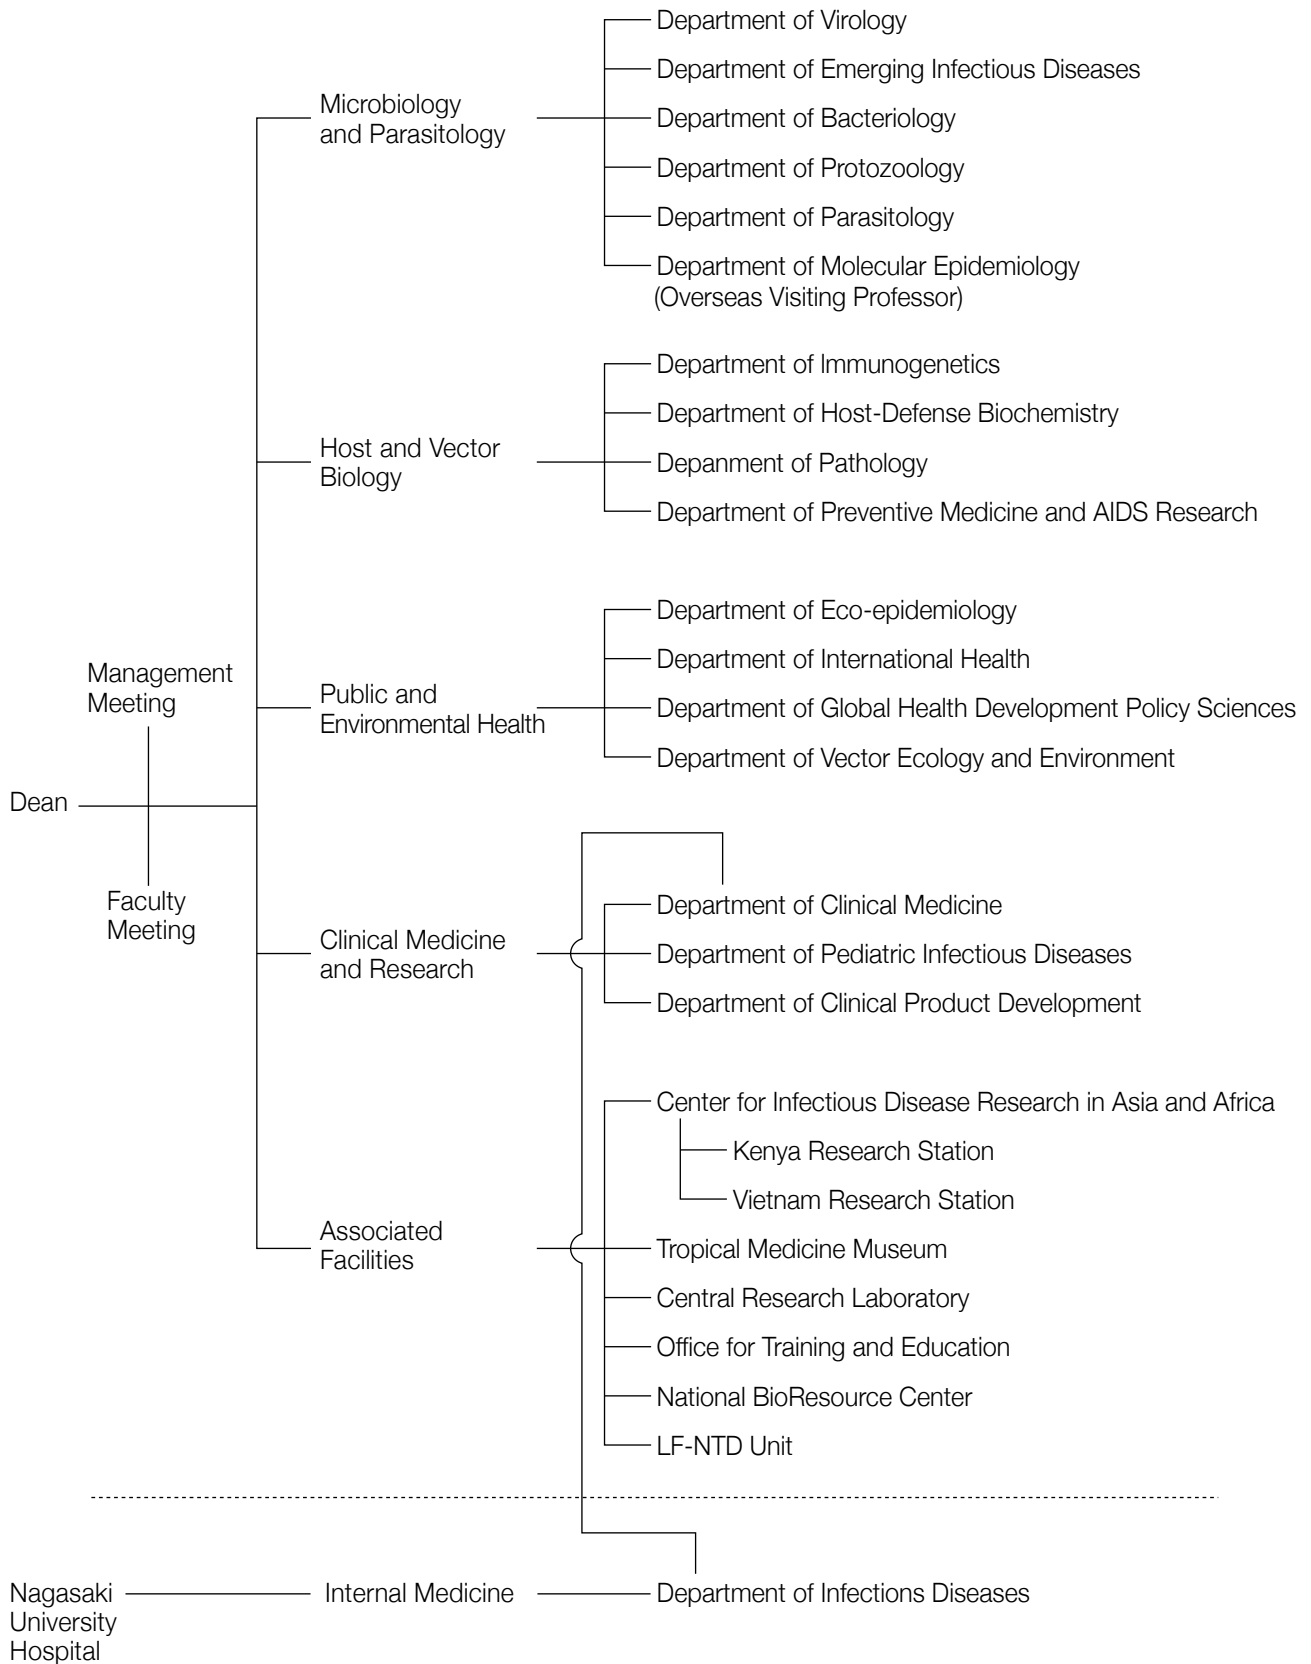 Department of Virology
Department of Emerging Infectious Diseases
Microbiology
and Parasitology
Department of Bacteriology
Department of Protozoology
Department of Parasitology
Department of Molecular Epidemiology
(Overseas Visiting Professor)
Department of Immunogenetics
Department of Host-Defense Biochemistry
Host and Vector
Biology
Depanment of Pathology
Department of Preventive Medicine and AIDS Research
Department of Eco-epidemiology
Department of International Health
Management
Meeting
Public and
Environmental Health
Department of Global Health Development Policy Sciences
Department of Vector Ecology and Environment
Dean
Faculty
Meeting
Department of Clinical Medicine
Clinical Medicine
and Research
Department of Pediatric Infectious Diseases
Department of Clinical Product Development
Center for Infectious Disease Research in Asia and Africa
Kenya Research Station
Vietnam Research Station
Associated
Facilities
Tropical Medicine Museum
Central Research Laboratory
Office for Training and Education
National BioResource Center
LF-NTD Unit
Nagasaki
University
Hospital
Internal Medicine
Department of Infections Diseases